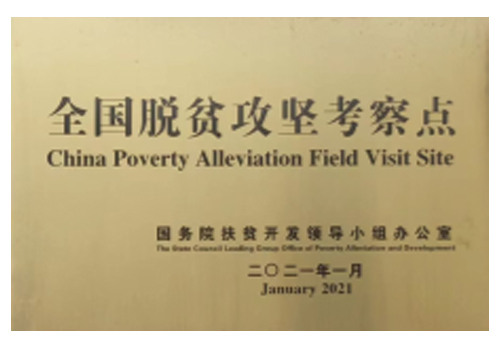 全国脱贫攻坚考察点
China Poverty Alleviation Field Visit Site
国务院扶贫开发领导小组办公室
The State Council Leading Group Office of Poverty Alleviation and Development
二〇二一年一月
January 2021